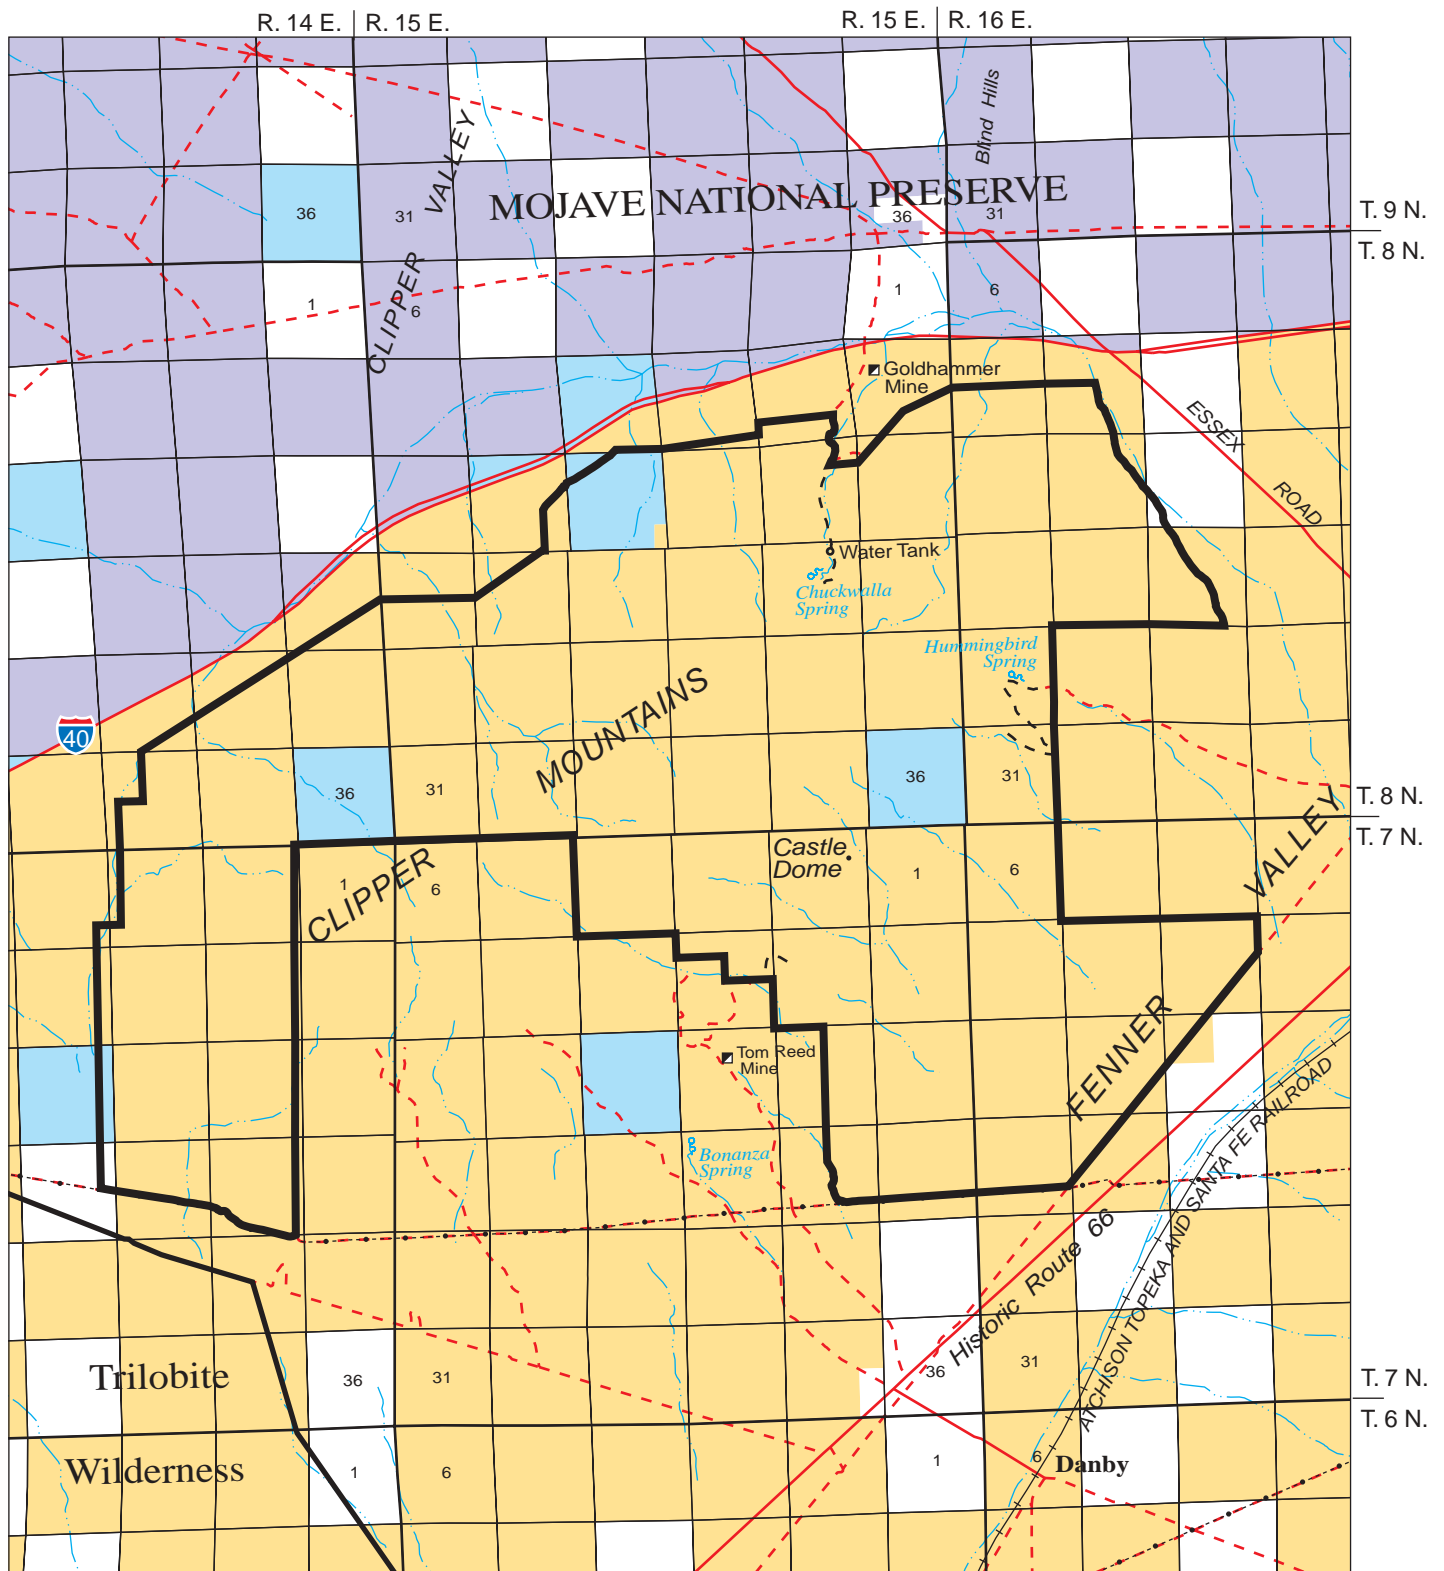 R. 14 E.
R. 15 E.
R. 15 E.
R. 16 E.
Blind Hills
VALLEY
MOJAVE NATIONAL PRESERVE
36
31
36
31
T. 9 N.
T. 8 N.
CLIPPER
1
6
1
6
Goldhammer
Mine
ESSEX
ROAD
Water Tank
Chuckwalla
Spring
Hummingbird
Spring
MOUNTAINS
40
36
31
36
31
T. 8 N.
T. 7 N.
VALLEY
Castle
Dome
CLIPPER
1
6
1
6
FENNER
Tom Reed
Mine
Bonanza
Spring
ATCHISON TOPEKA AND SANTA FE RAILROAD
Historic Route 66
Trilobite
36
31
36
31
T. 7 N.
T. 6 N.
Wilderness
1
6
1
6
Danby